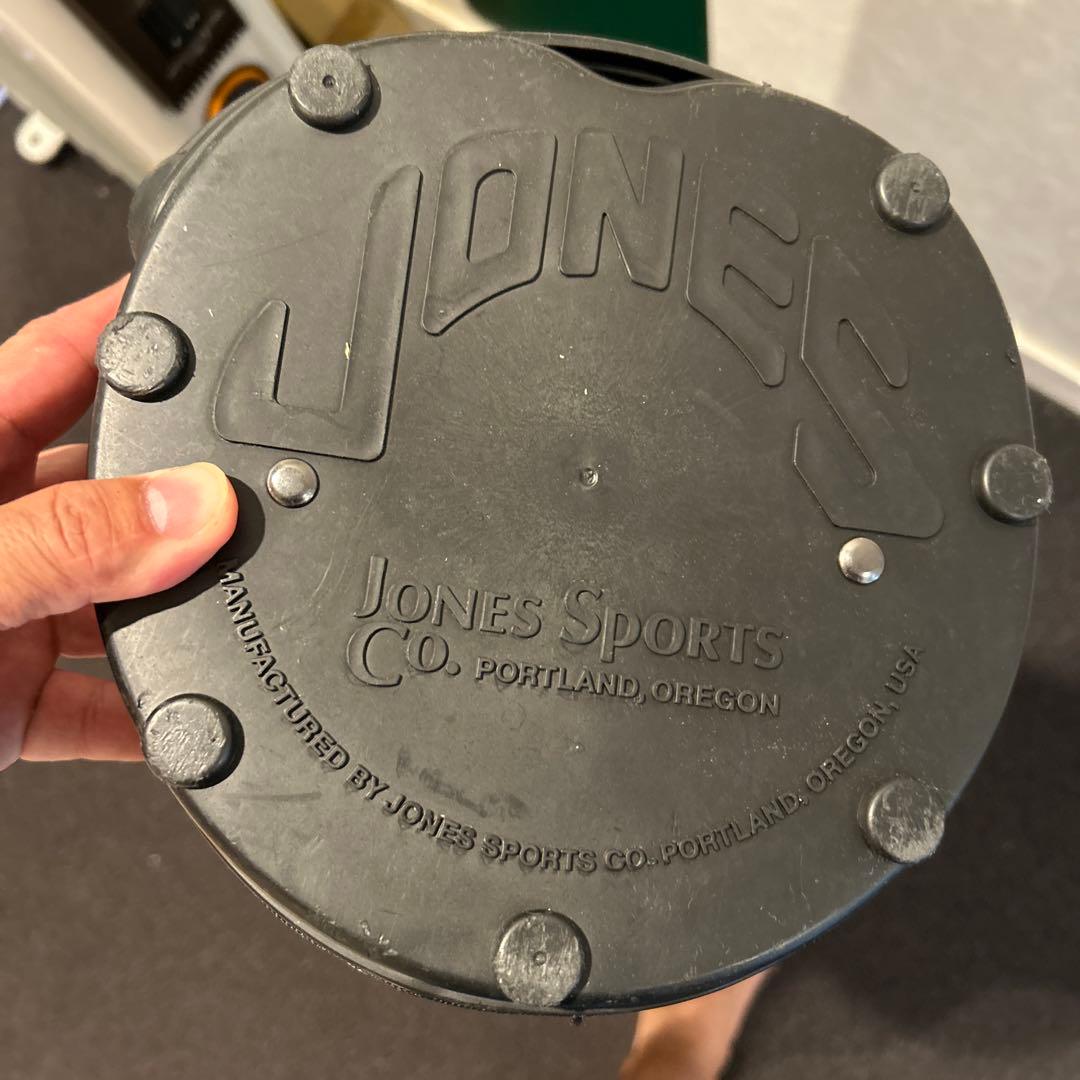 JONES
JONES SPORTS
CO. PORTLAND, OREGON
MANUFACTURED BY JONES SPORTS CO. PORTLAND, OREGON, USA